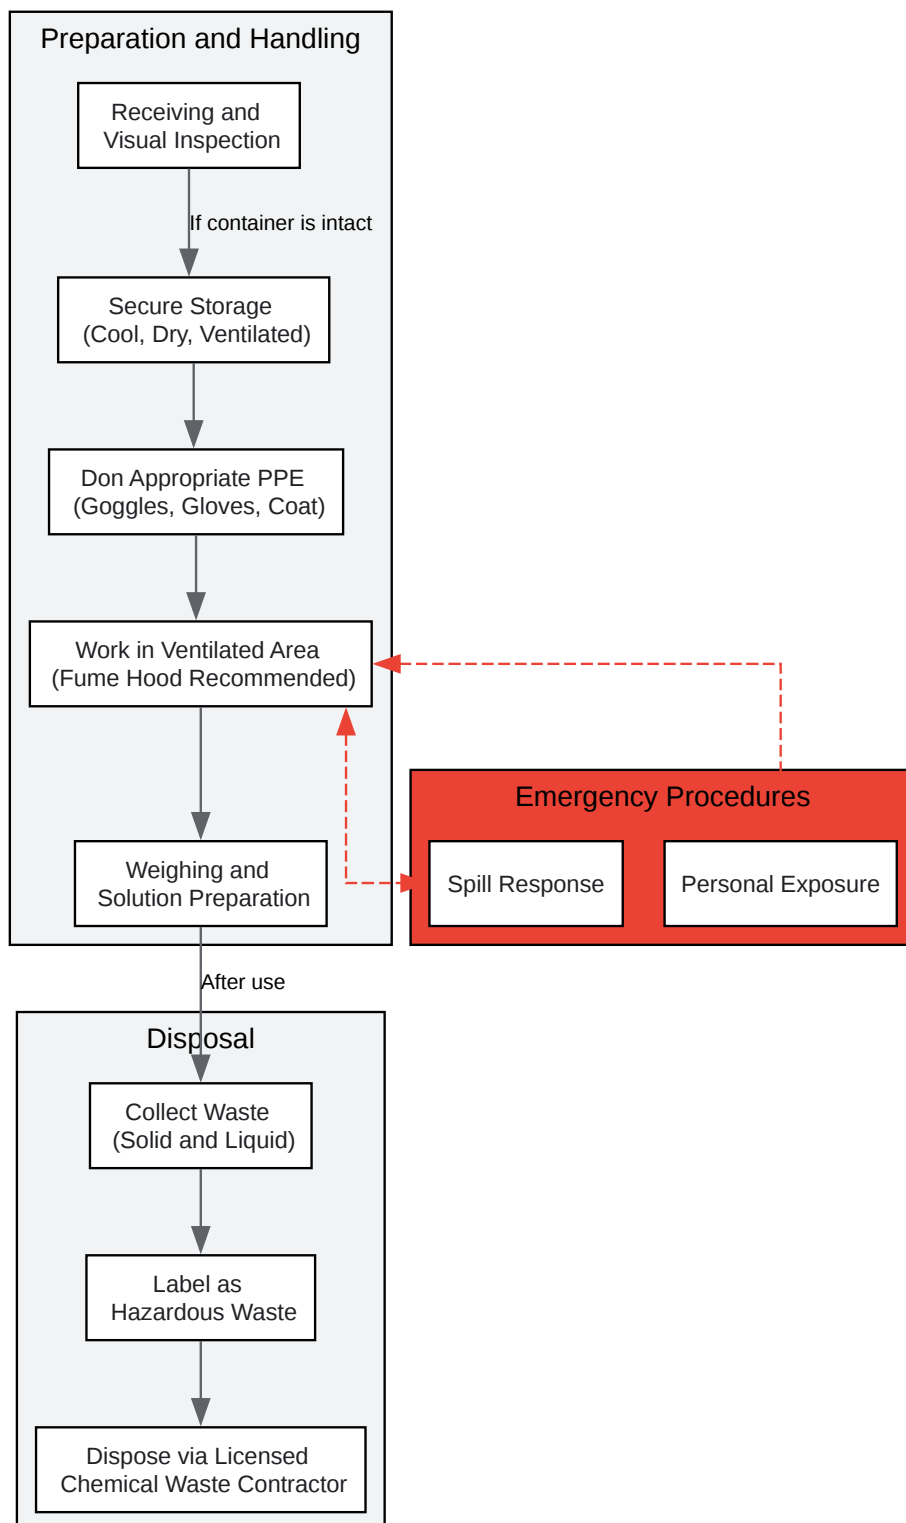 Preparation and Handling
Receiving and
Visual Inspection
If container is intact
Secure Storage
(Cool, Dry, Ventilated)
Don Appropriate PPE
(Goggles, Gloves, Coat)
Work in Ventilated Area
(Fume Hood Recommended)
Emergency Procedures
Weighing and
Solution Preparation
Spill Response
Personal Exposure
After use
Disposal
Collect Waste
(Solid and Liquid)
Label as
Hazardous Waste
Dispose via Licensed
Chemical Waste Contractor